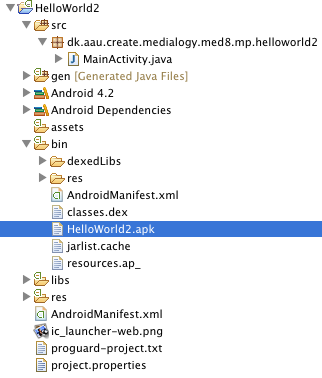 HelloWorld2
src
dk.aau.create.medialogy.med8.mp.helloworld2
MainActivity.java
gen [Generated Java Files]
Android 4.2
Android Dependencies
assets
bin
dexedLibs
res
AndroidManifest.xml
classes.dex
HelloWorld2.apk
jarlist.cache
resources.ap_
libs
res
AndroidManifest.xml
ic_launcher-web.png
proguard-project.txt
project.properties